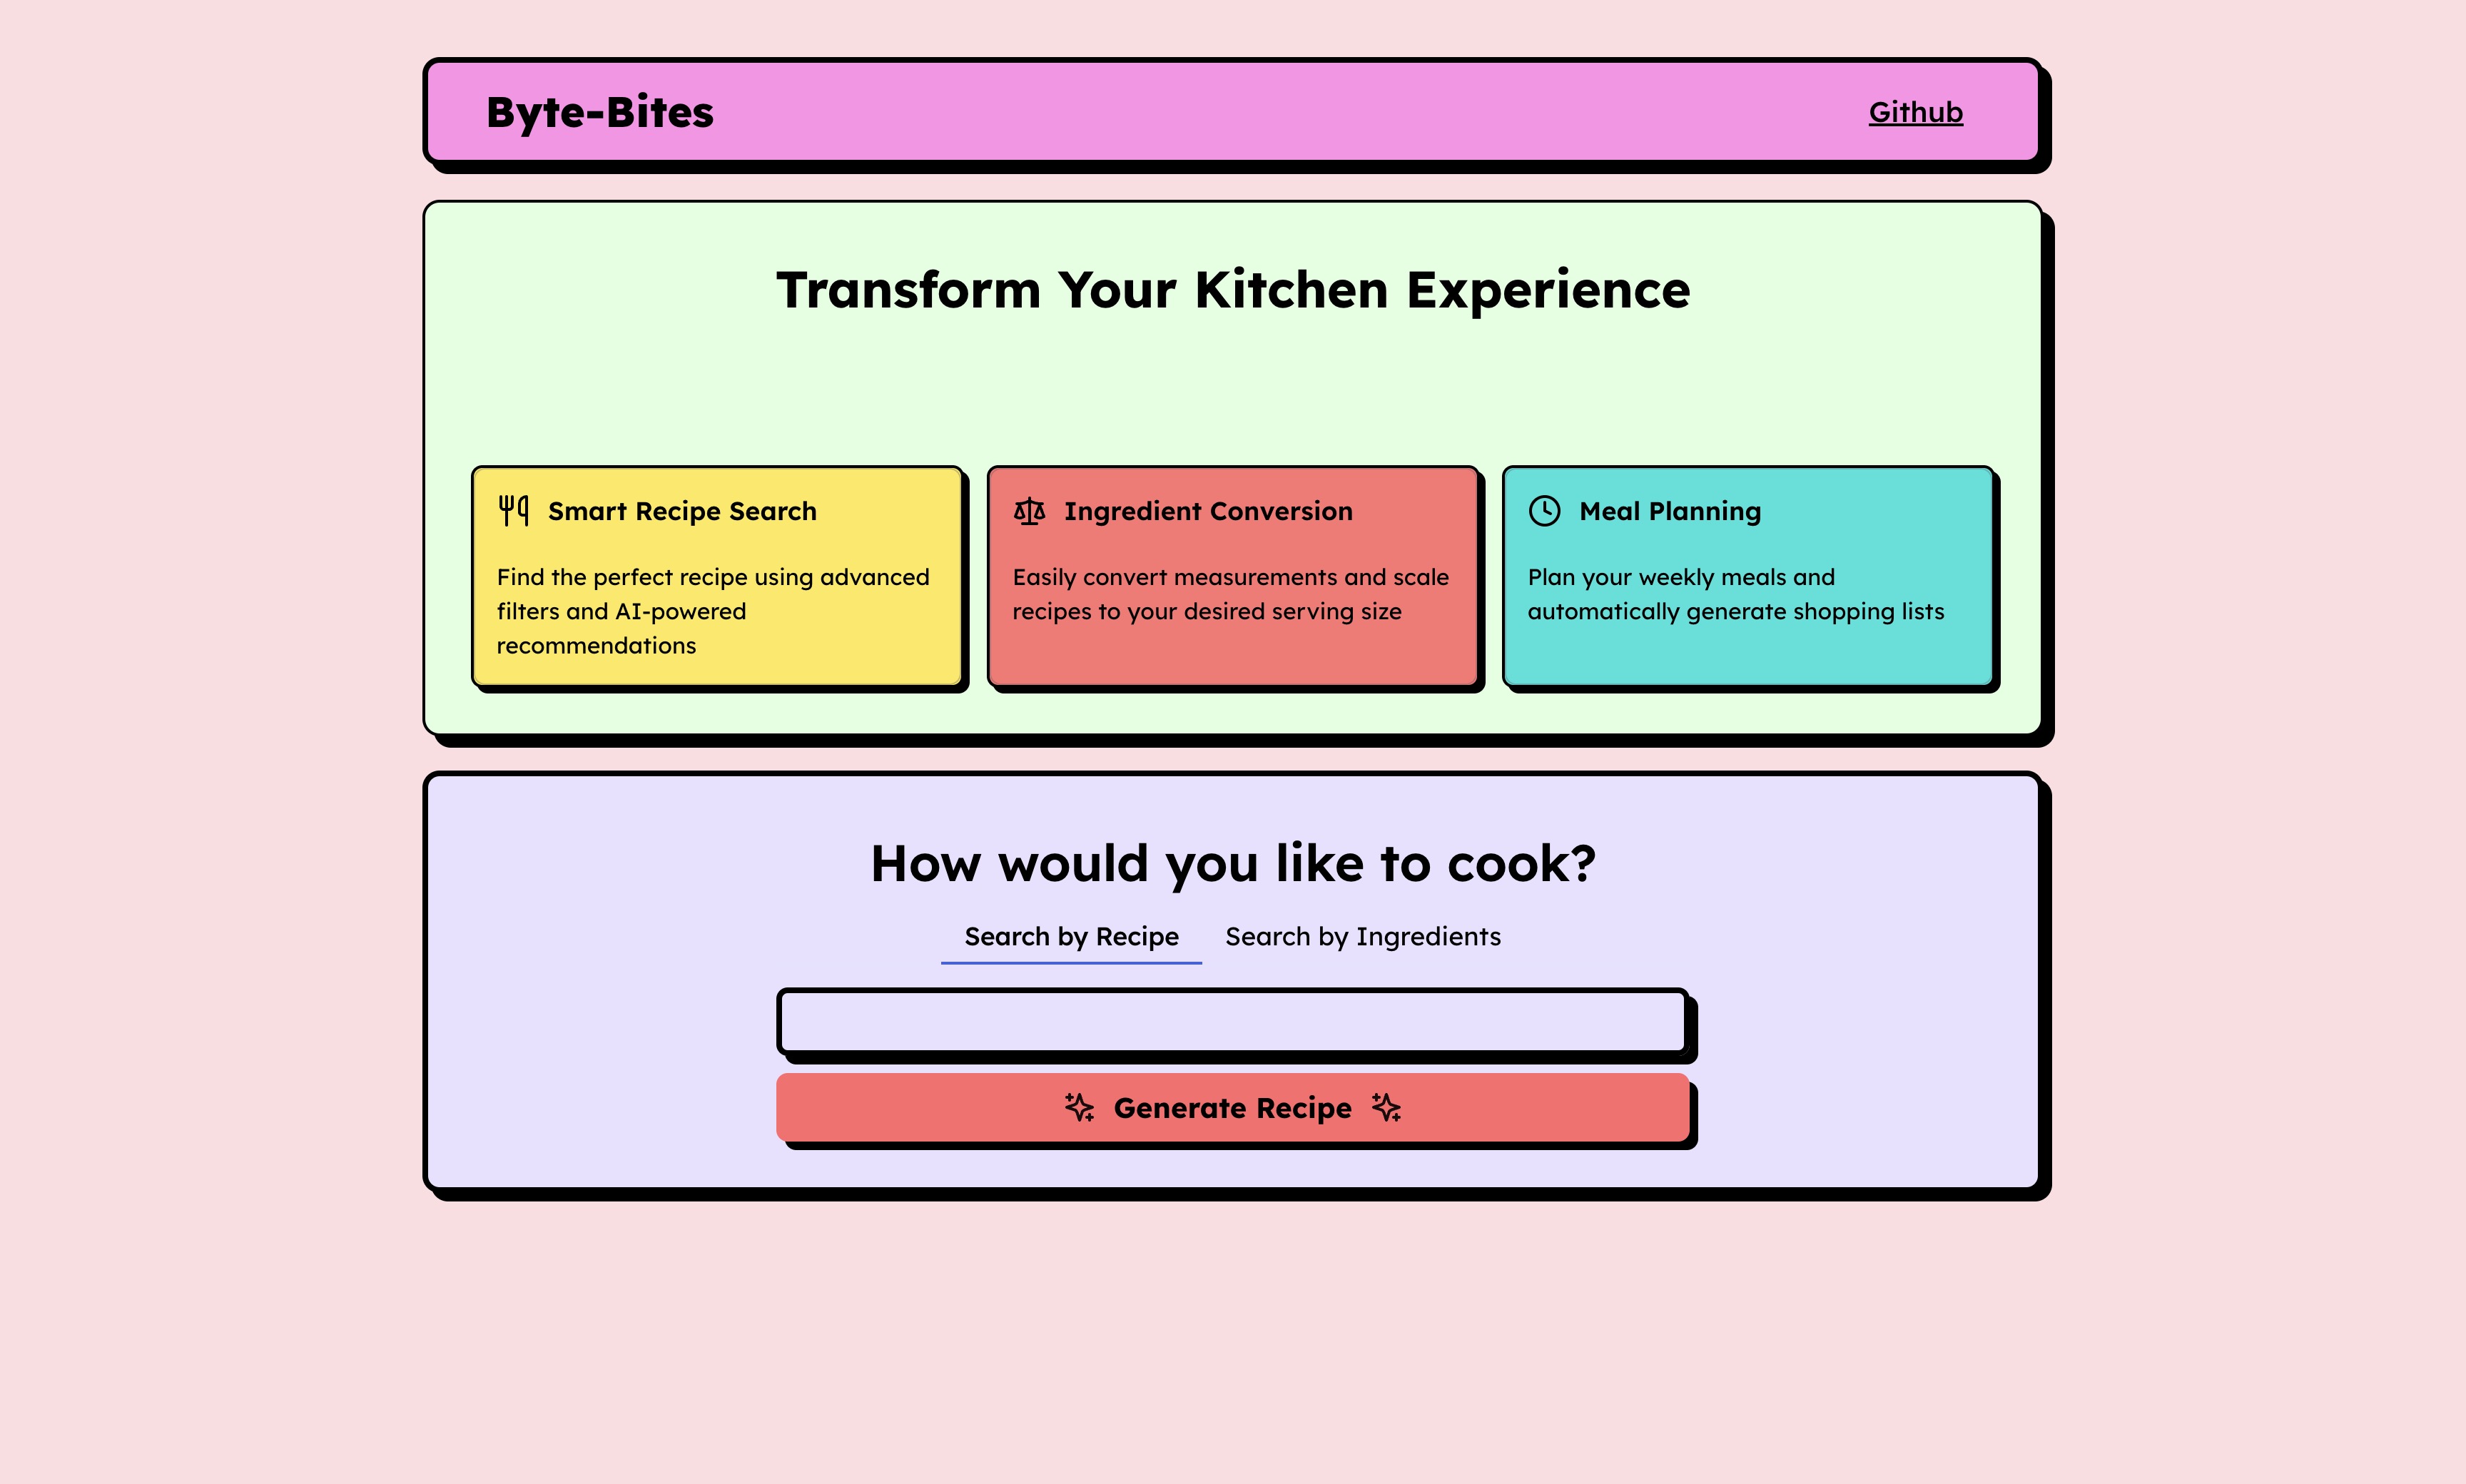 Byte-Bites
Github
Transform Your Kitchen Experience
Smart Recipe Search
Find the perfect recipe using advanced
filters and AI-powered
recommendations
Ingredient Conversion
Easily convert measurements and scale
recipes to your desired serving size
Meal Planning
Plan your weekly meals and
automatically generate shopping lists
How would you like to cook?
Search by Recipe
Search by Ingredients
Generate Recipe